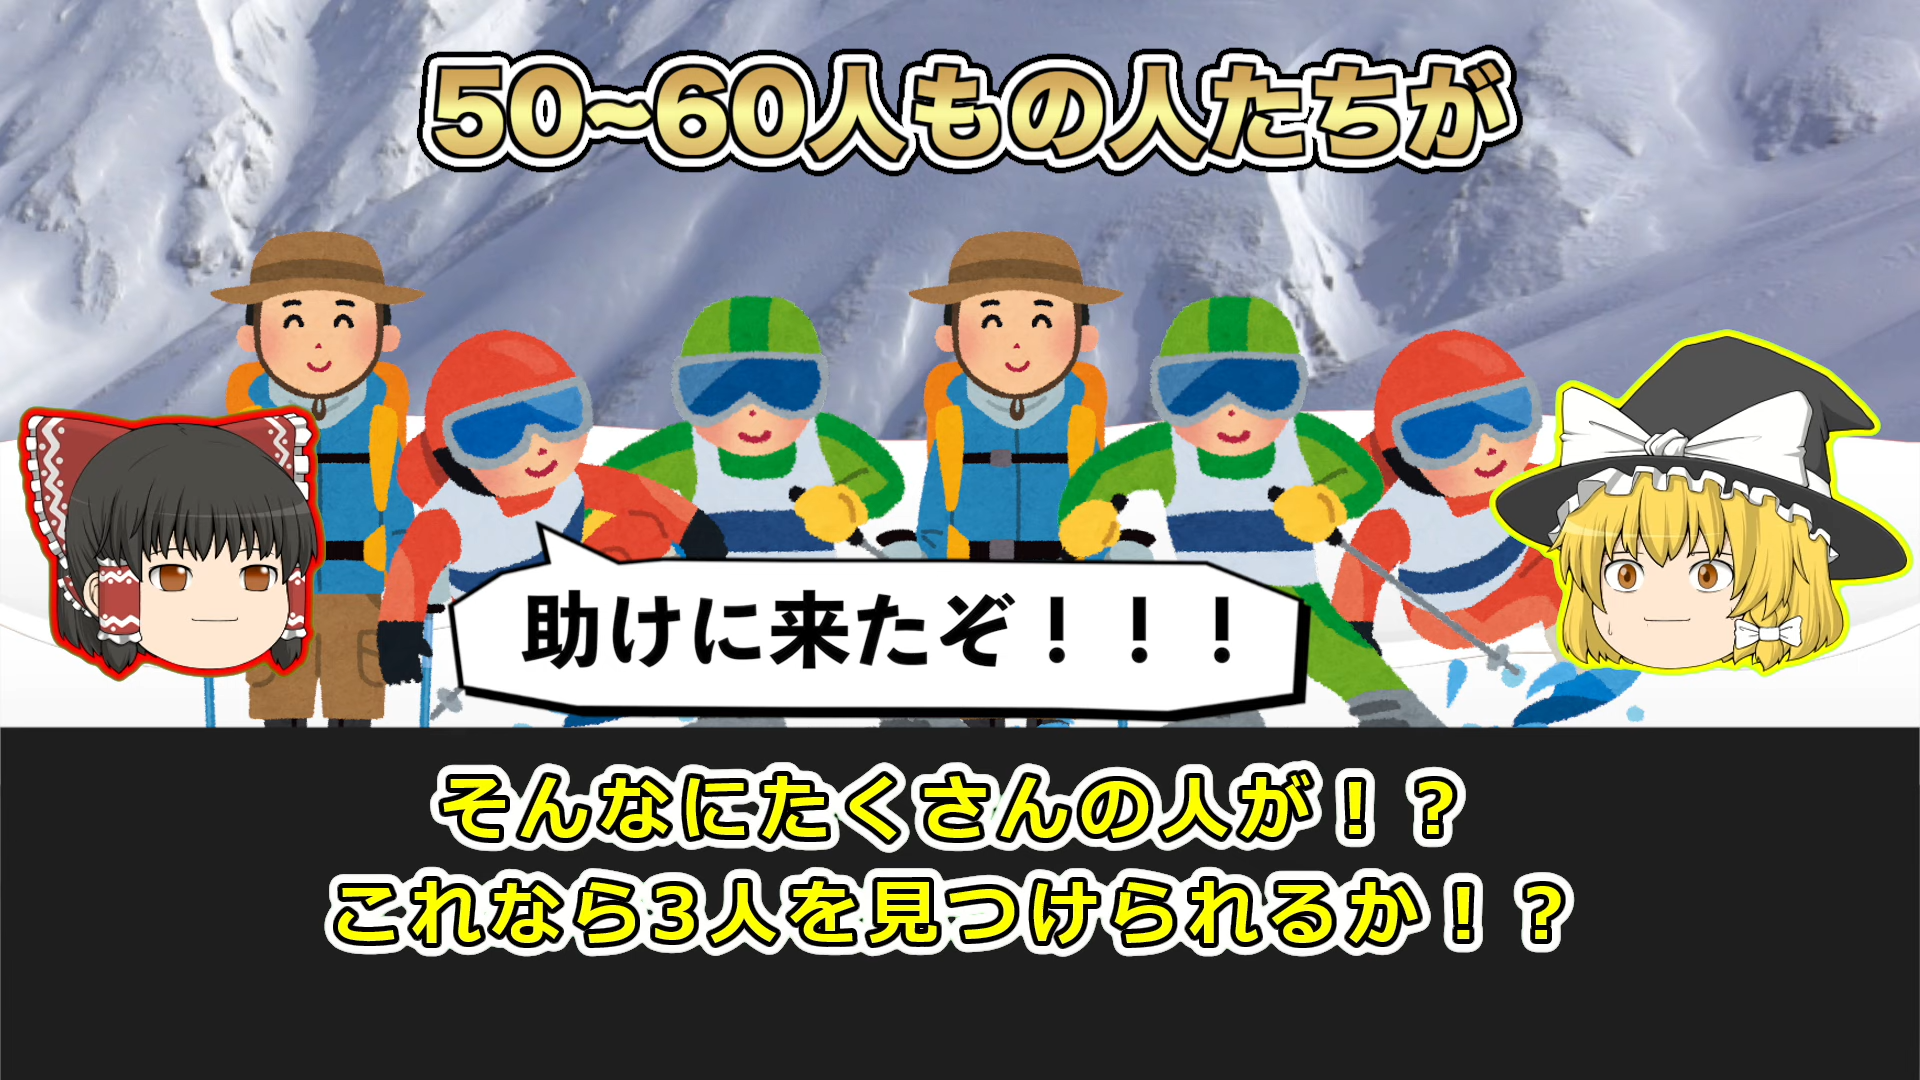 50~60人もの人たちが
助けに来たぞ！！！
そんなにたくさんの人が！？
これなら3人を見つけられるか！？